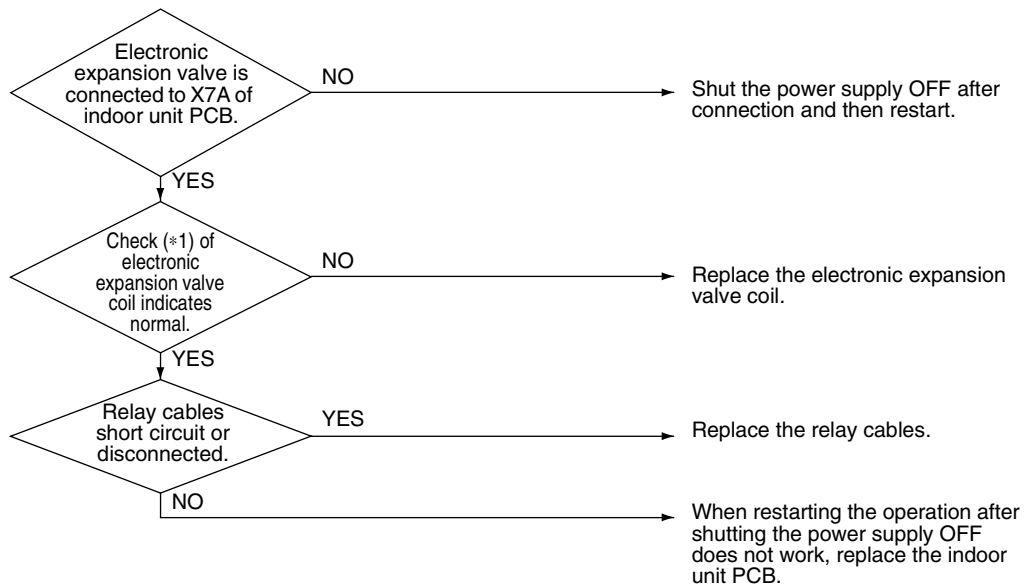 Electronic
expansion valve is
connected to X7A of
indoor unit PCB.
NO
Shut the power supply OFF after
connection and then restart.
YES
Check (*1) of
electronic
expansion valve
coil indicates
normal.
NO
Replace the electronic expansion
valve coil.
YES
Relay cables
short circuit or
disconnected.
YES
Replace the relay cables.
NO
When restarting the operation after
shutting the power supply OFF
does not work, replace the indoor
unit PCB.